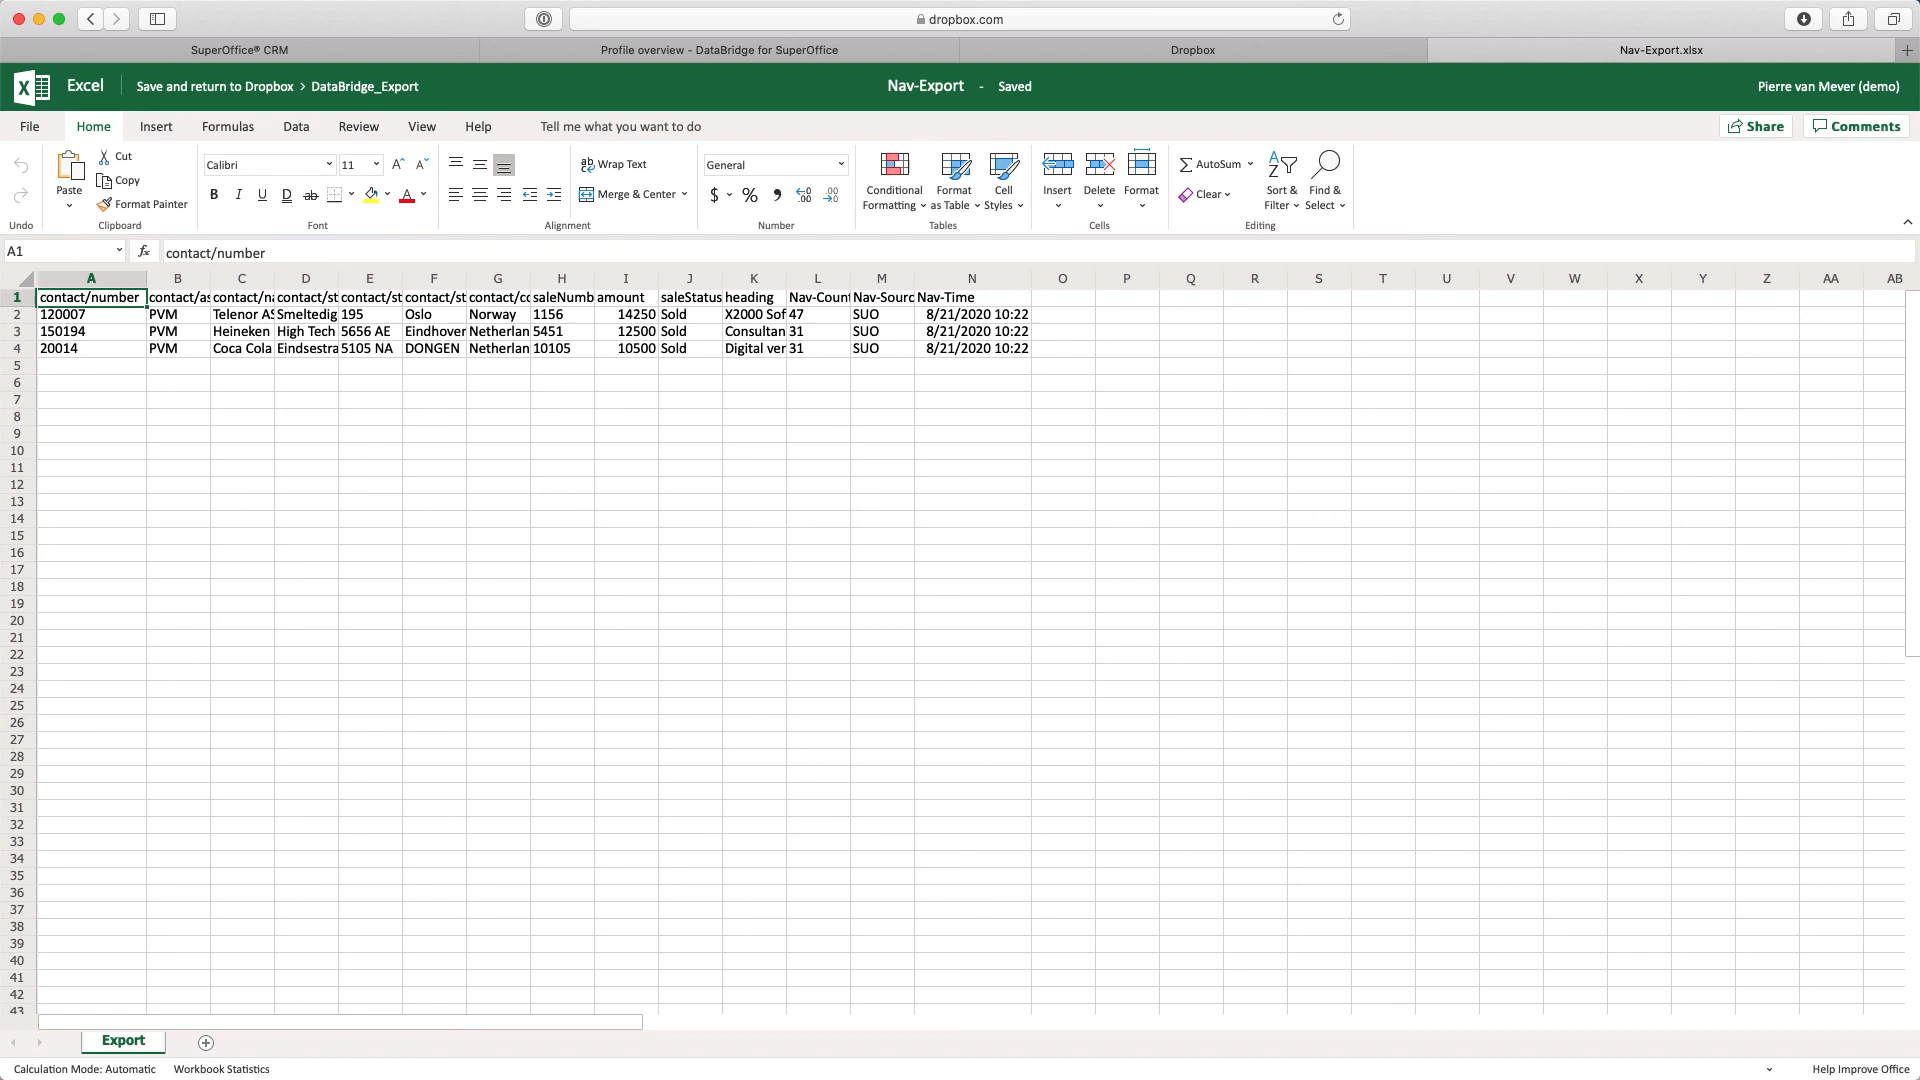 dropbox.com
SuperOffice® CRM
Profile overview - DataBridge for SuperOffice
Dropbox
Nav-Export.xlsx
Excel
Save and return to Dropbox > DataBridge_Export
Nav-Export - Saved
Pierre van Mever (demo)
File Home Insert Formulas Data Review View Help Tell me what you want to do
Share
Comments
Paste
Cut
Copy
Format Painter
Calibri
11
B I U D ab
Wrap Text
Merge & Center
General
$ % , .00 .00
Conditional Formatting
Format as Table
Cell Styles
Insert
Delete
Format
AutoSum
Clear
Sort & Filter
Find & Select
Undo Clipboard Font Alignment Number Tables Cells Editing
A1 fx contact/number
A B C D E F G H I J K L M N O P Q R S T U V W X Y Z AA AB
1 contact/number contact/as contact/na contact/st contact/st contact/st contact/co saleNumb amount saleStatus heading Nav-Count Nav-Sourc Nav-Time
2 120007 PVM Telenor AS Smeltedig 195 Oslo Norway 1156 14250 Sold X2000 Sof 47 SUO 8/21/2020 10:22
3 150194 PVM Heineken High Tech 5656 AE Eindhoven Netherlan 5451 12500 Sold Consultan 31 SUO 8/21/2020 10:22
4 20014 PVM Coca Cola Eindsestra 5105 NA DONGEN Netherlan 10105 10500 Sold Digital ver 31 SUO 8/21/2020 10:22
5
6
7
8
9
10
11
12
13
14
15
16
17
18
19
20
21
22
23
24
25
26
27
28
29
30
31
32
33
34
35
36
37
38
39
40
41
42
43
Export
Calculation Mode: Automatic Workbook Statistics
Help Improve Office